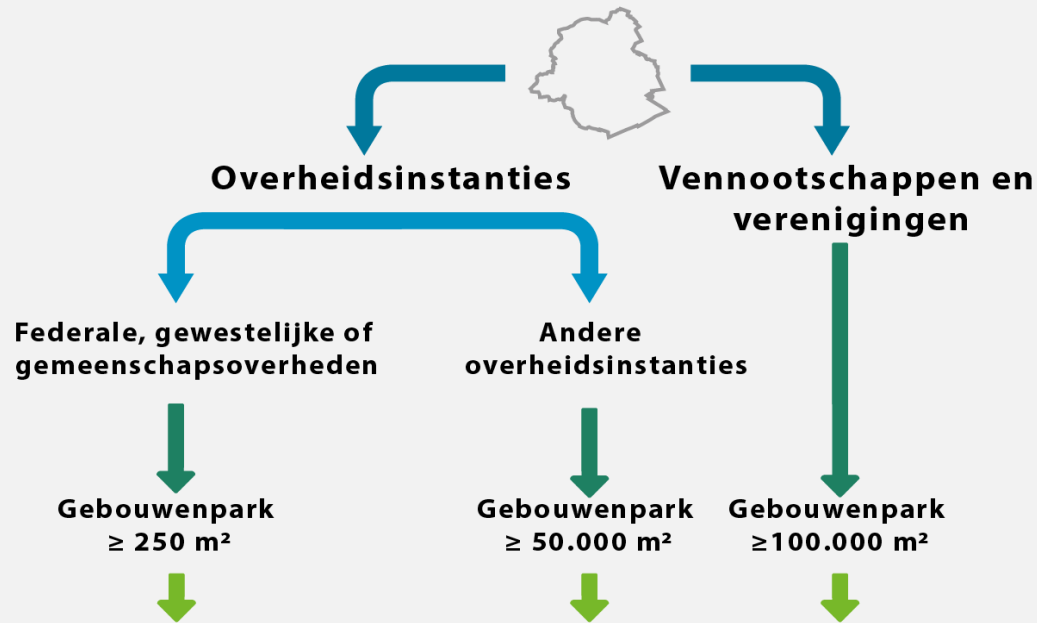 Overheidsinstanties
Vennootschappen en
verenigingen
Federale, gewestelijke of
gemeenschapsoverheden
Andere
overheidsinstanties
Gebouwenpark
≥ 250 m²
Gebouwenpark
≥ 50.000 m²
Gebouwenpark
≥100.000 m²